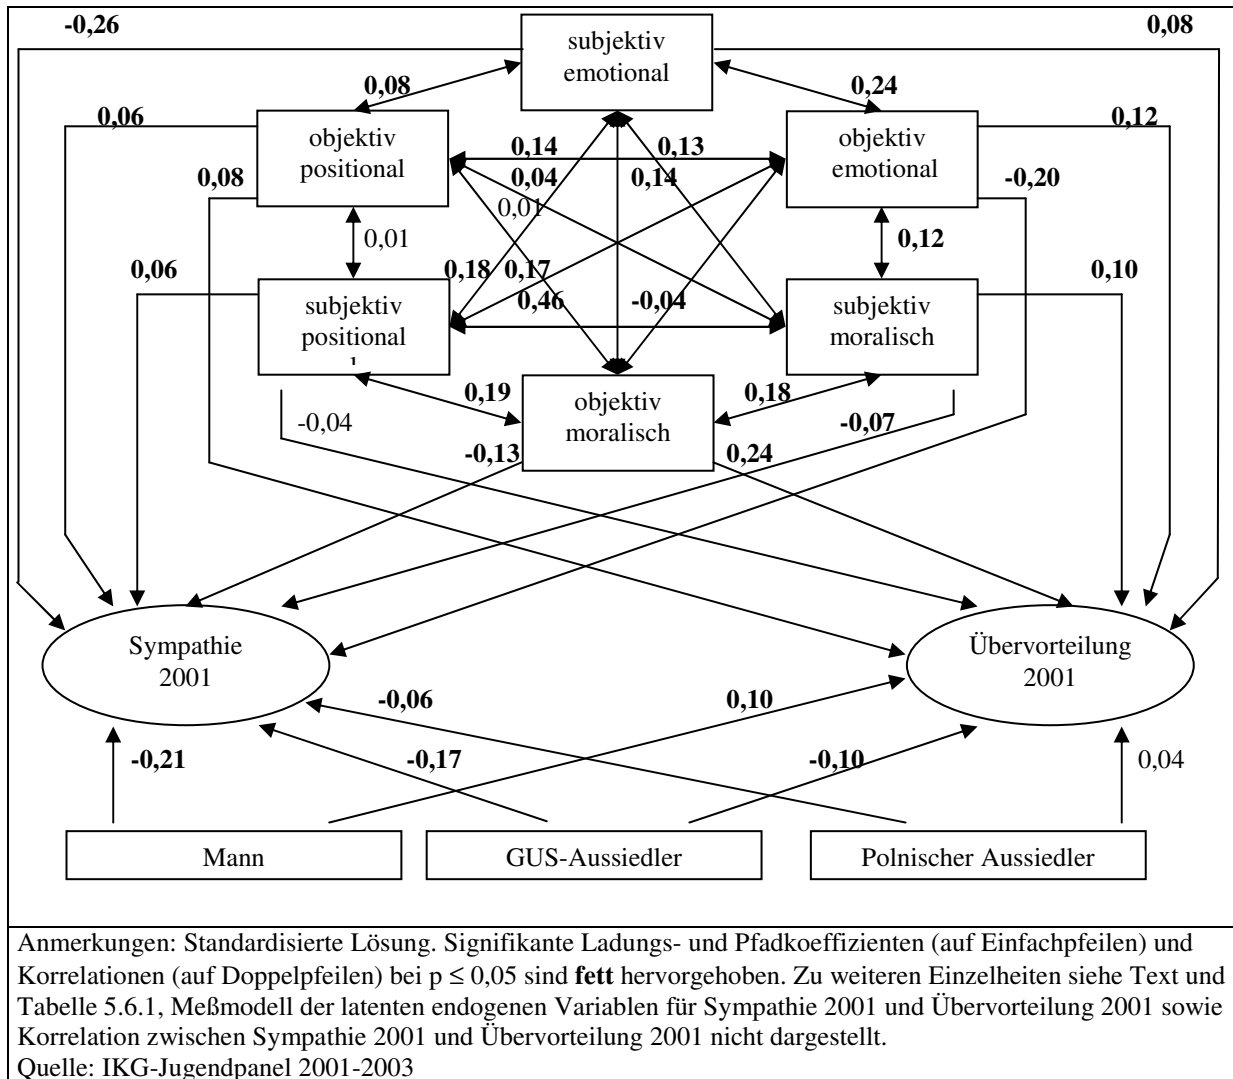 -0,26
subjektiv
emotional
0,08
0,08
0,24
0,06
objektiv
positional
0,14
0,13
objektiv
emotional
0,12
0,08
0,04
0,14
-0,20
0,01
0,01
0,12
0,06
0,18
0,17
0,10
subjektiv
positional
l
0,46
-0,04
subjektiv
moralisch
0,19
objektiv
moralisch
0,18
-0,04
-0,07
-0,13
0,24
Sympathie
2001
Übervorteilung
2001
-0,06
0,10
-0,21
-0,17
-0,10
0,04
Mann
GUS-Aussiedler
Polnischer Aussiedler
Anmerkungen: Standardisierte Lösung. Signifikante Ladungs- und Pfadkoeffizienten (auf Einfachpfeilen) und
Korrelationen (auf Doppelpfeilen) bei p ≤ 0,05 sind fett hervorgehoben. Zu weiteren Einzelheiten siehe Text und
Tabelle 5.6.1, Meßmodell der latenten endogenen Variablen für Sympathie 2001 und Übervorteilung 2001 sowie
Korrelation zwischen Sympathie 2001 und Übervorteilung 2001 nicht dargestellt.
Quelle: IKG-Jugendpanel 2001-2003